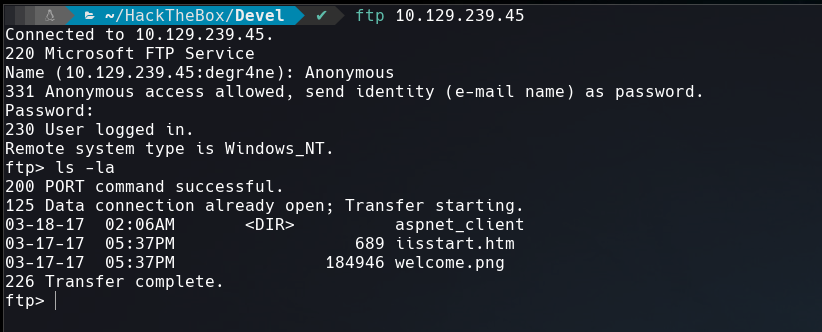 ~/HackTheBox/Devel ✔ ftp 10.129.239.45
Connected to 10.129.239.45.
220 Microsoft FTP Service
Name (10.129.239.45:degr4ne): Anonymous
331 Anonymous access allowed, send identity (e-mail name) as password.
Password:
230 User logged in.
Remote system type is Windows_NT.
ftp> ls -la
200 PORT command successful.
125 Data connection already open; Transfer starting.
03-18-17  02:06AM       <DIR>          aspnet_client
03-17-17  05:37PM                  689 iisstart.htm
03-17-17  05:37PM               184946 welcome.png
226 Transfer complete.
ftp>